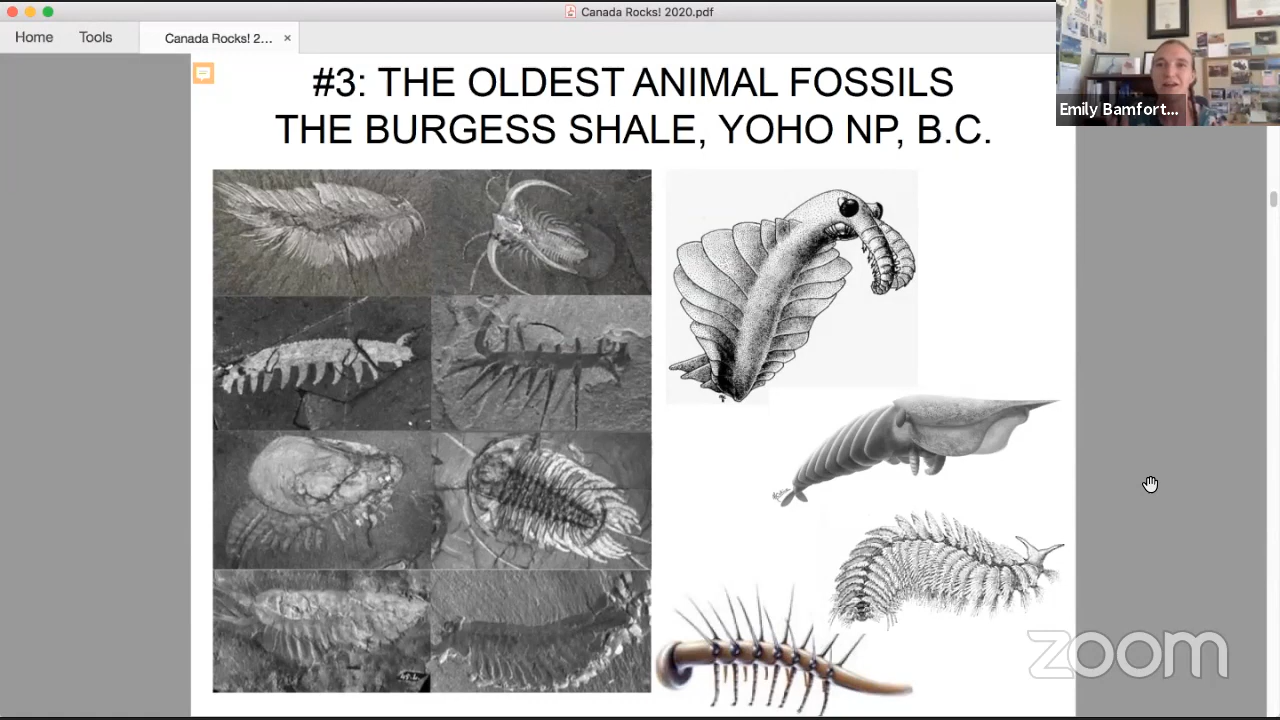 Canada Rocks! 2020.pdf
Home
Tools
Canada Rocks! 2...
×
Emily Bamfort...
#3: THE OLDEST ANIMAL FOSSILS
THE BURGESS SHALE, YOHO NP, B.C.
zoom